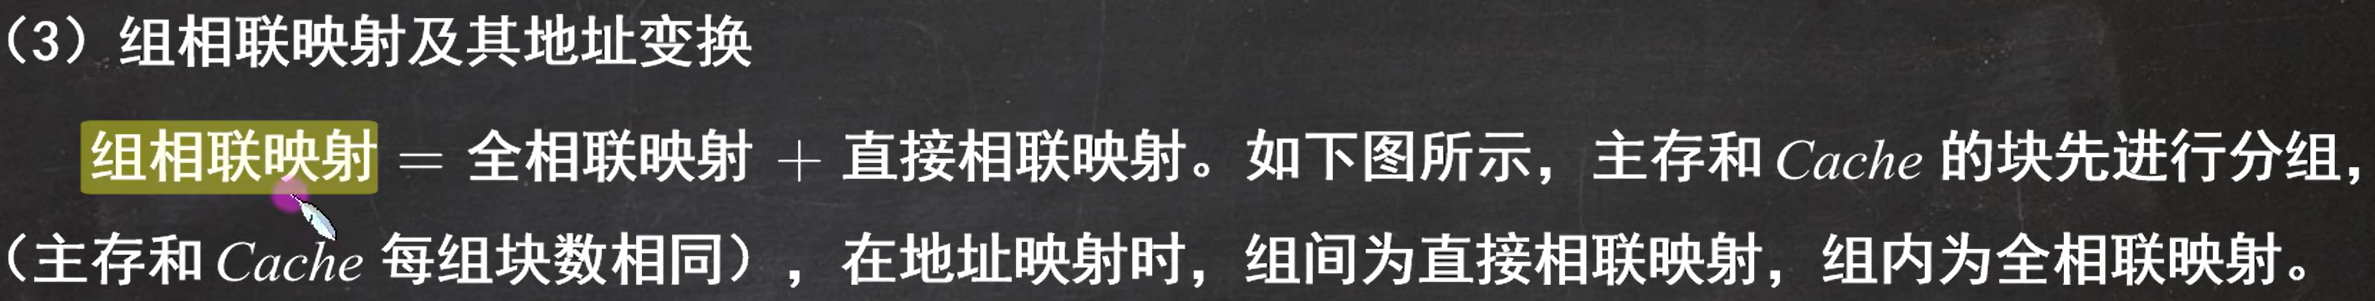 （3）组相联映射及其地址变换
组相联映射 = 全相联映射 + 直接相联映射。如下图所示，主存和 Cache 的块先进行分组，
（主存和 Cache 每组块数相同），在地址映射时，组间为直接相联映射，组内为全相联映射。